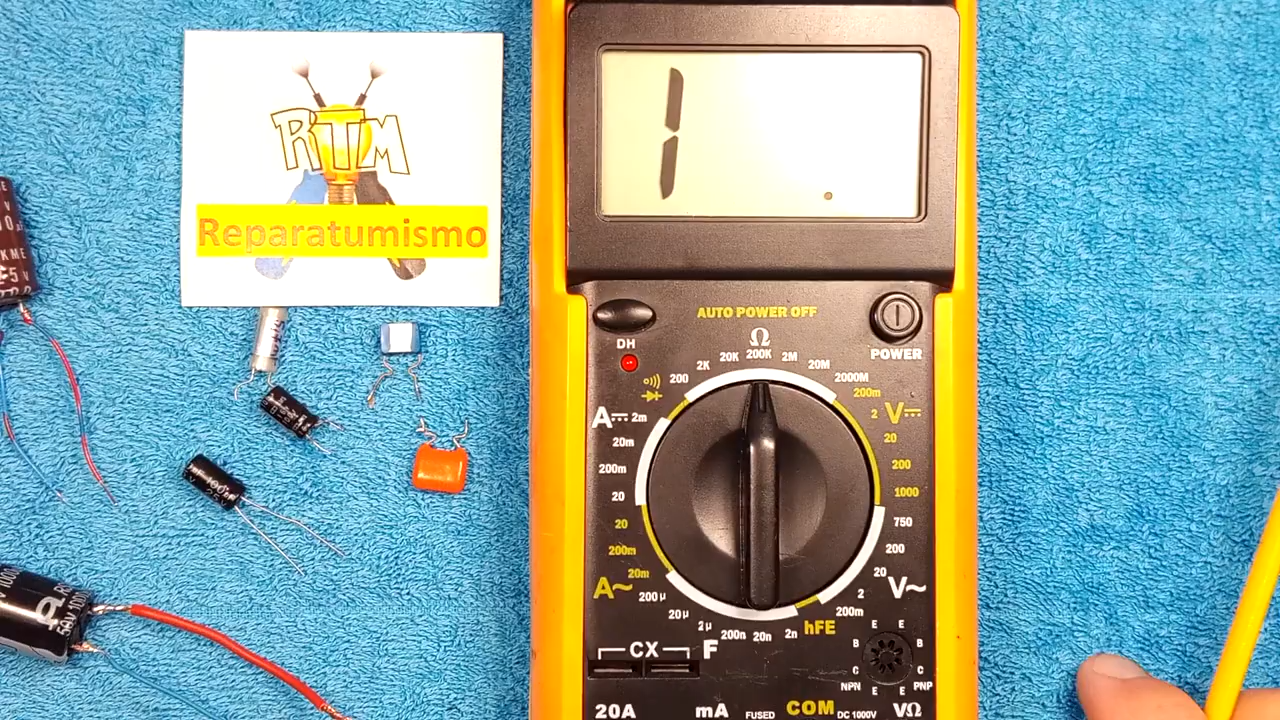 RTM
Reparatumismo
1
AUTO POWER OFF
DH
POWER
Ω
200
2K
20K
200K
2M
20M
2000M
200m
2
20
200
1000
V
750
200
20
2
200m
V~
hFE
2n
20n
200n
2µ
20µ
200µ
F
A~
20m
200m
20
A
2m
20m
200m
20
CX
E E
B B
C C
NPN PNP
E E
20A
mA
FUSED
COM
DC 1000V
VΩ
KME
100